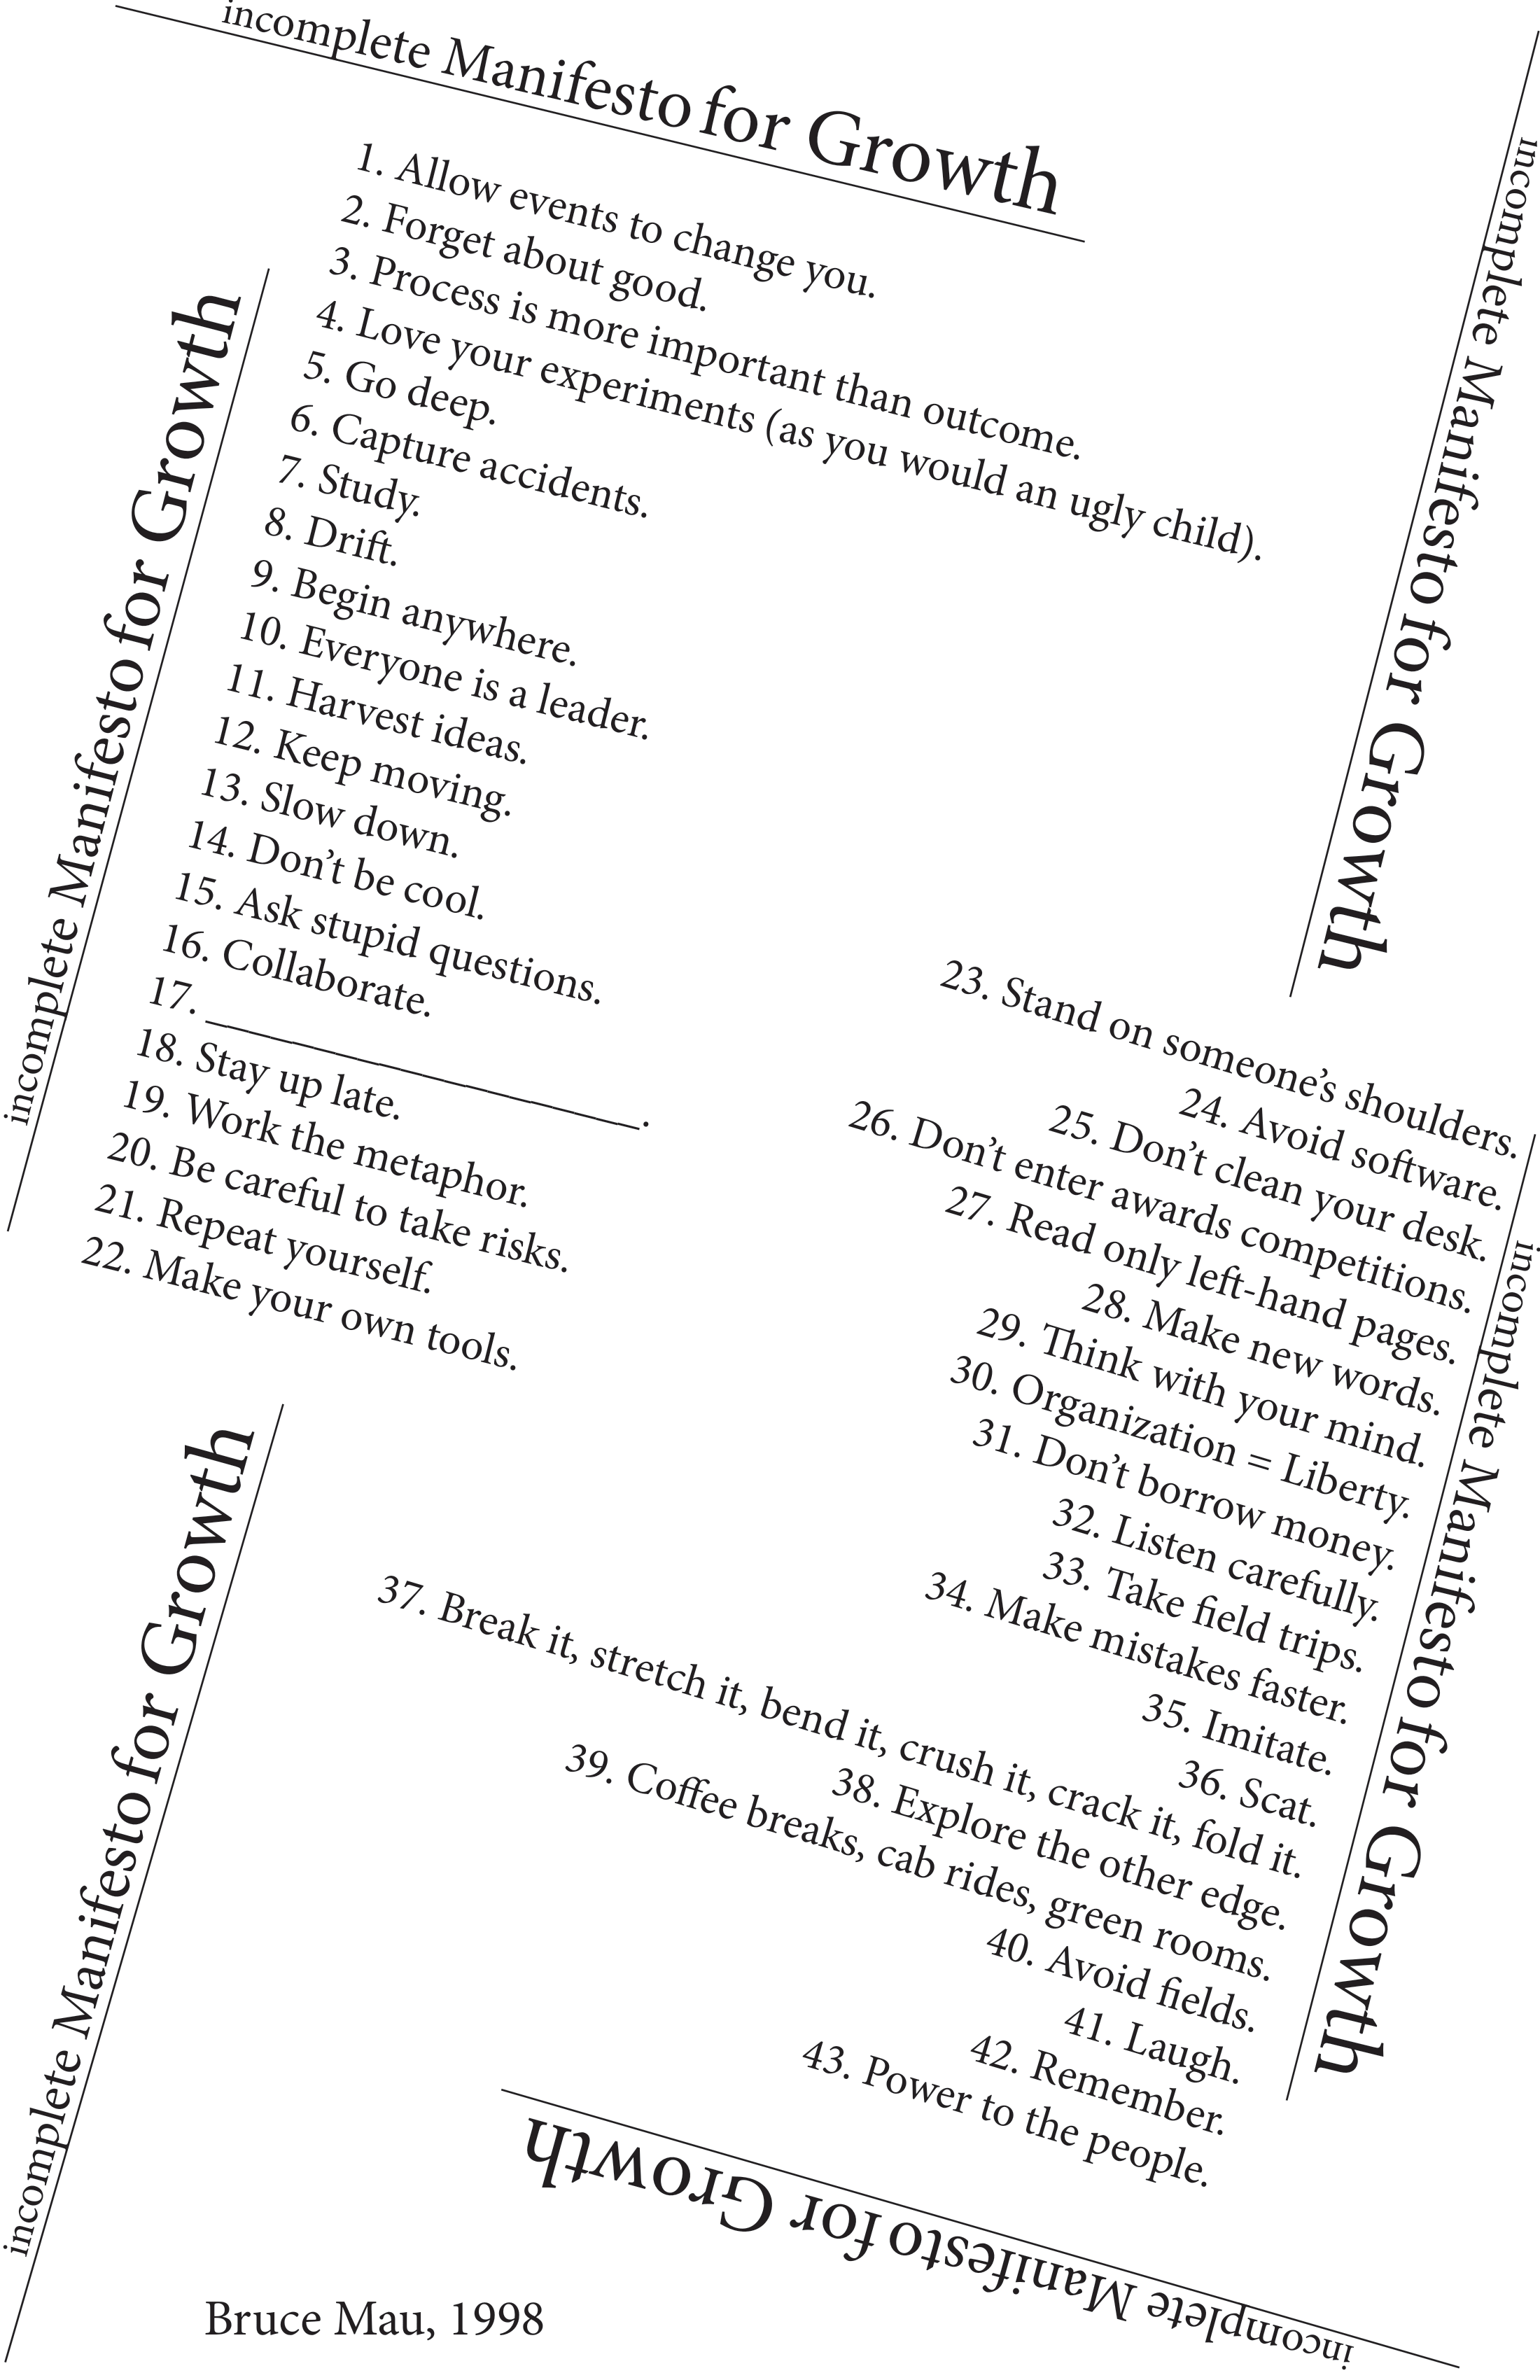 incomplete Manifesto for Growth
1. Allow events to change you.
2. Forget about good.
3. Process is more important than outcome.
4. Love your experiments (as you would an ugly child).
5. Go deep.
6. Capture accidents.
7. Study.
8. Drift.
9. Begin anywhere.
10. Everyone is a leader.
11. Harvest ideas.
12. Keep moving.
13. Slow down.
14. Don’t be cool.
15. Ask stupid questions.
16. Collaborate.
17. ____________________.
18. Stay up late.
19. Work the metaphor.
20. Be careful to take risks.
21. Repeat yourself.
22. Make your own tools.
incomplete Manifesto for Growth
incomplete Manifesto for Growth
23. Stand on someone’s shoulders.
24. Avoid software.
25. Don’t clean your desk.
26. Don’t enter awards competitions.
27. Read only left-hand pages.
28. Make new words.
29. Think with your mind.
30. Organization = Liberty.
31. Don’t borrow money.
32. Listen carefully.
33. Take field trips.
34. Make mistakes faster.
35. Imitate.
36. Scat.
37. Break it, stretch it, bend it, crush it, crack it, fold it.
38. Explore the other edge.
39. Coffee breaks, cab rides, green rooms.
40. Avoid fields.
41. Laugh.
42. Remember.
43. Power to the people.
incomplete Manifesto for Growth
incomplete Manifesto for Growth
incomplete Manifesto for Growth
Bruce Mau, 1998